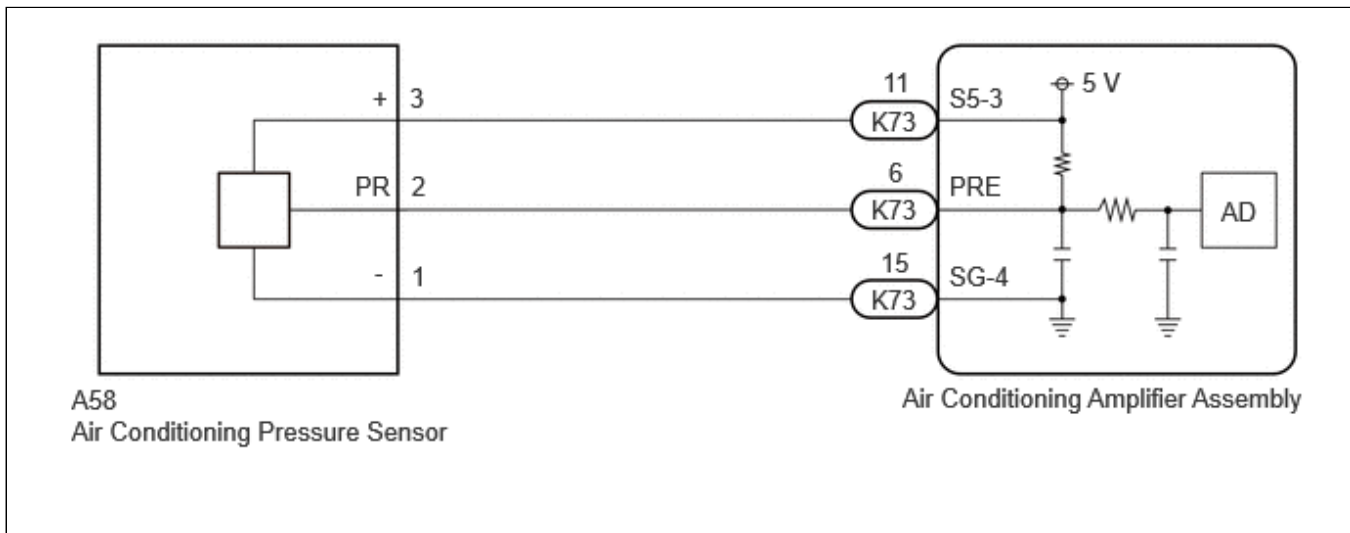 + 3
11
K73
S5-3
5 V
PR 2
6
K73
PRE
AD
- 1
15
K73
SG-4
A58
Air Conditioning Pressure Sensor
Air Conditioning Amplifier Assembly